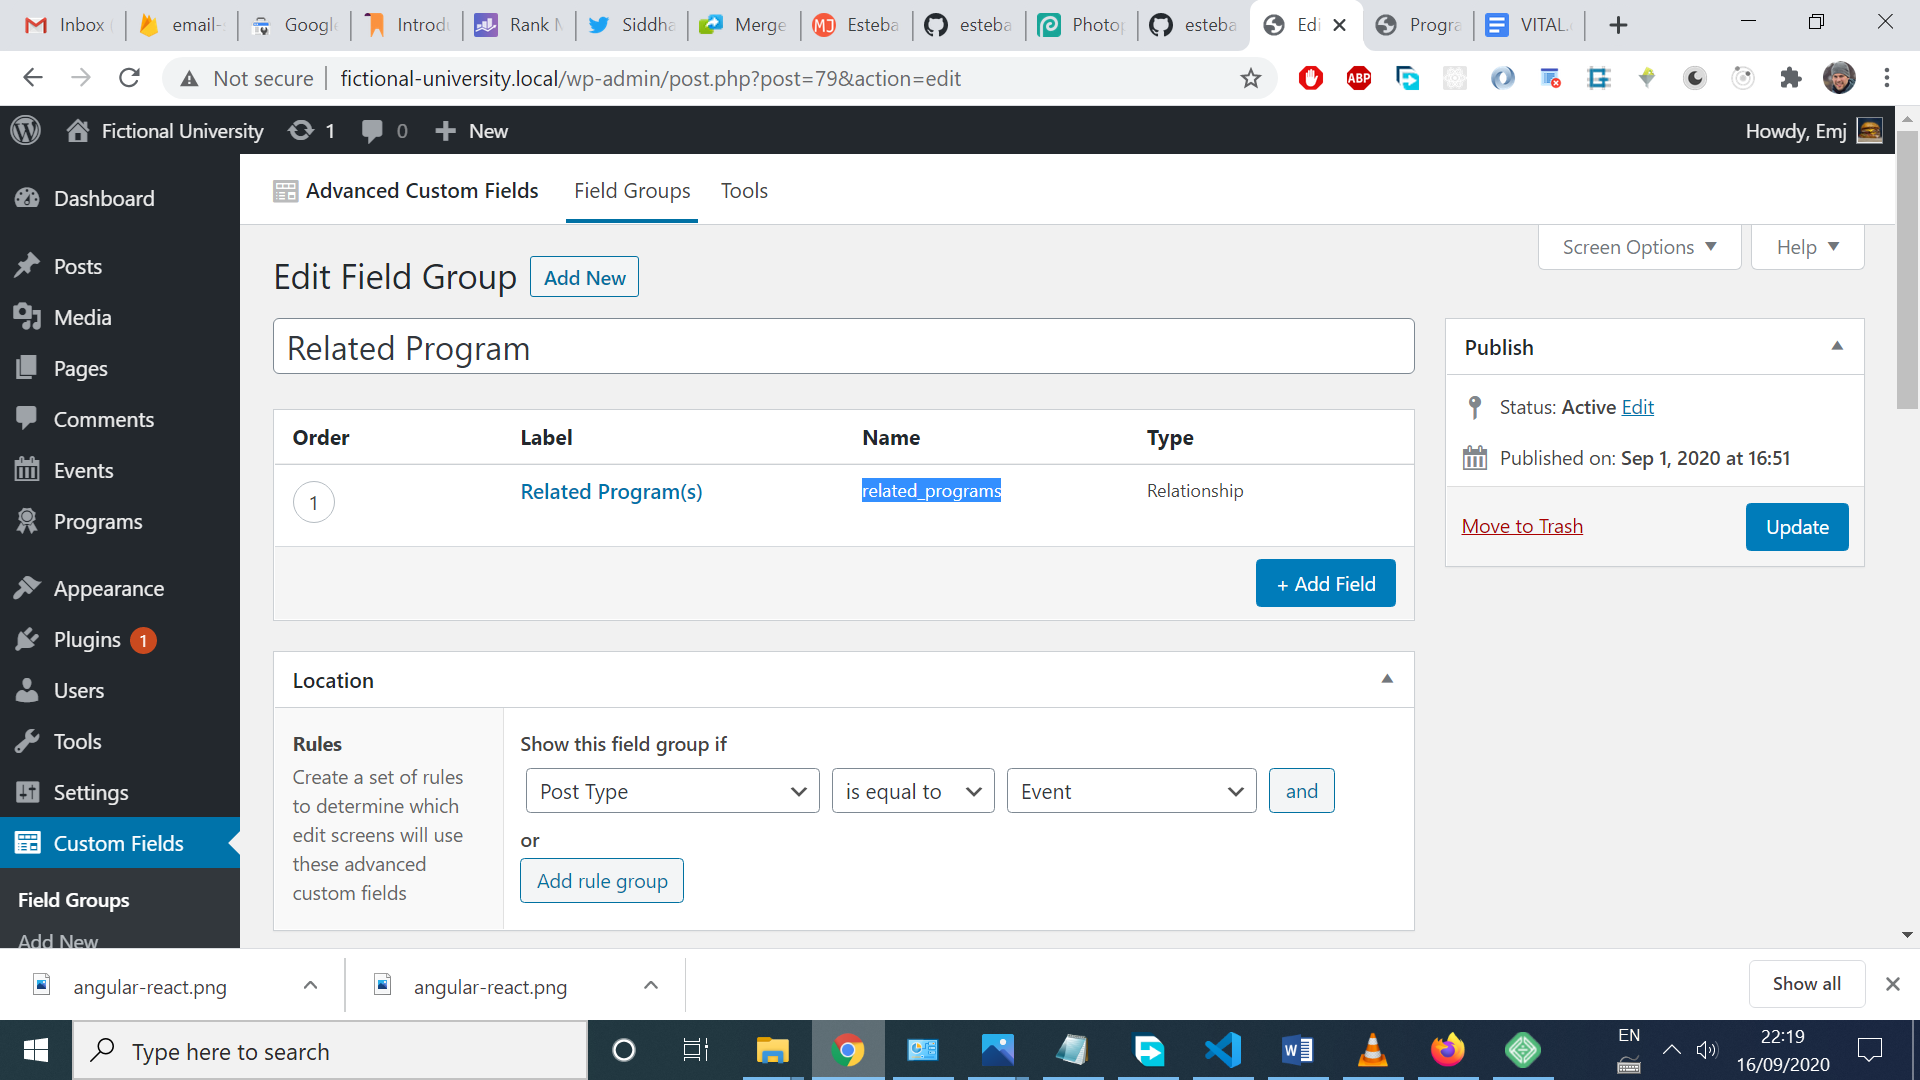 Inbox
email-
Google
Introdu
Rank M
Siddha
Merge
Esteba
esteba
Photo
esteba
Edi
Progra
VITAL.
Not secure
fictional-university.local/wp-admin/post.php?post=79&action=edit
ABP
Fictional University
1
0
New
Howdy, Emj
Dashboard
Posts
Media
Pages
Comments
Events
Programs
Appearance
Plugins 1
Users
Tools
Settings
Custom Fields
Field Groups
Add New
Advanced Custom Fields
Field Groups
Tools
Screen Options
Help
Edit Field Group
Add New
Related Program
Order Label Name Type
1 Related Program(s) related_programs Relationship
+ Add Field
Location
Rules
Create a set of rules
to determine which
edit screens will use
these advanced
custom fields
Show this field group if
Post Type
is equal to
Event
and
or
Add rule group
Publish
Status: Active Edit
Published on: Sep 1, 2020 at 16:51
Move to Trash
Update
angular-react.png
angular-react.png
Show all
Type here to search
EN
22:19
16/09/2020